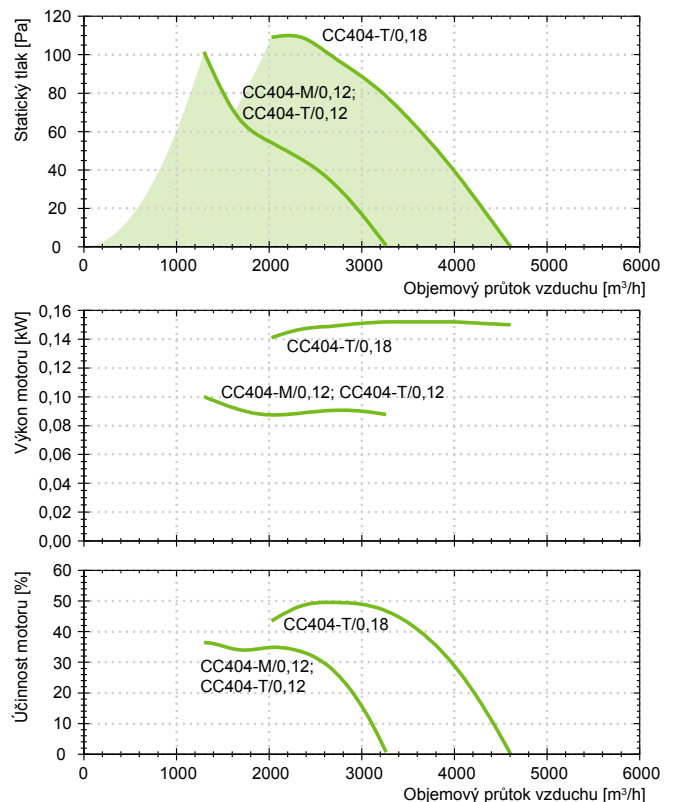 Statický tlak [Pa]
120
100
80
60
40
20
0
CC404-T/0,18
CC404-M/0,12;
CC404-T/0,12
0 1000 2000 3000 4000 5000 6000
Objemový průtok vzduchu [m³/h]
Výkon motoru [kW]
0,16
0,14
0,12
0,10
0,08
0,06
0,04
0,02
0,00
CC404-T/0,18
CC404-M/0,12; CC404-T/0,12
Účinnost motoru [%]
60
50
40
30
20
10
0
CC404-T/0,18
CC404-M/0,12;
CC404-T/0,12
0 1000 2000 3000 4000 5000 6000
Objemový průtok vzduchu [m³/h]